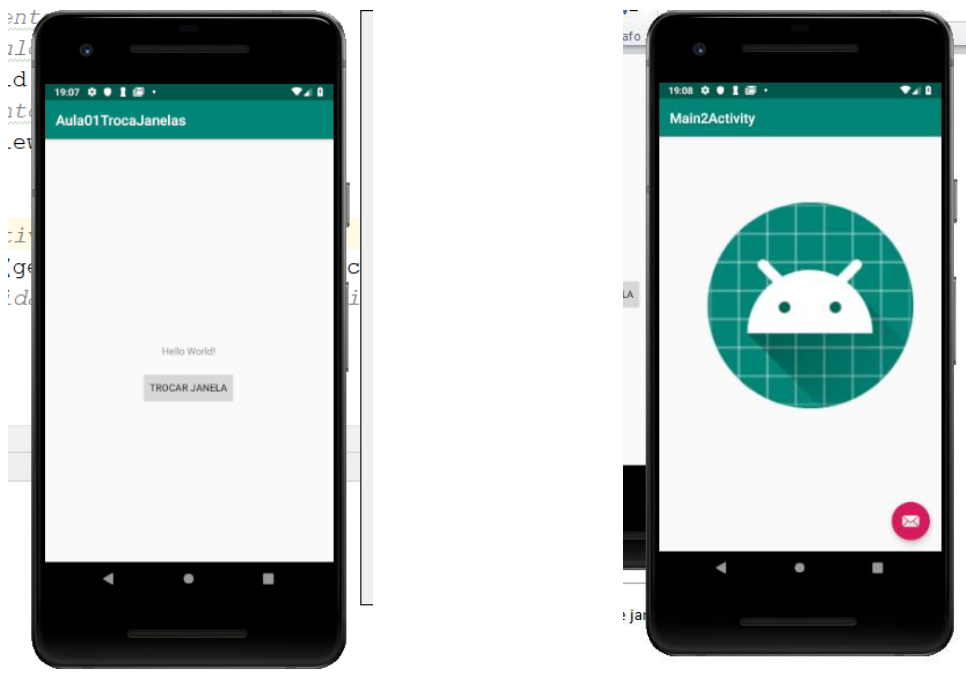 19:07
Aula01TrocaJanelas
Hello World!
TROCAR JANELA
19:08
Main2Activity